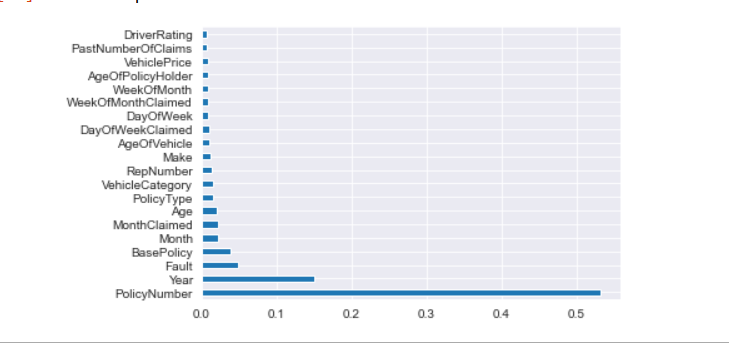 DriverRating
PastNumberOfClaims
VehiclePrice
AgeOfPolicyHolder
WeekOfMonth
WeekOfMonthClaimed
DayOfWeek
DayOfWeekClaimed
AgeOfVehicle
Make
RepNumber
VehicleCategory
PolicyType
Age
MonthClaimed
Month
BasePolicy
Fault
Year
PolicyNumber
0.0 0.1 0.2 0.3 0.4 0.5